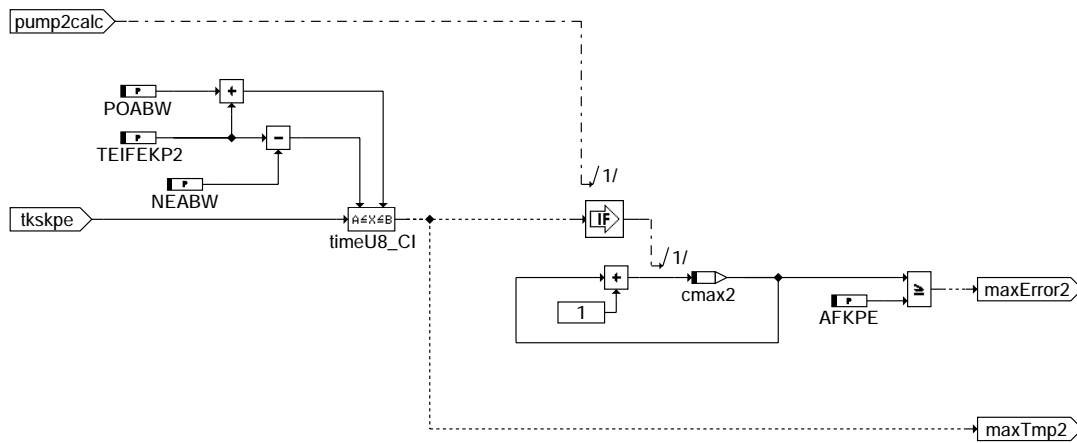 pump2calc
P
+
POABW
P
-
TEIFEKP2
P
NEABW
/1/
tkskpe
A≤X≤B
IF
timeU8_CI
/1/
+
cmax2
≥
maxError2
P
1
AFKPE
maxTmp2